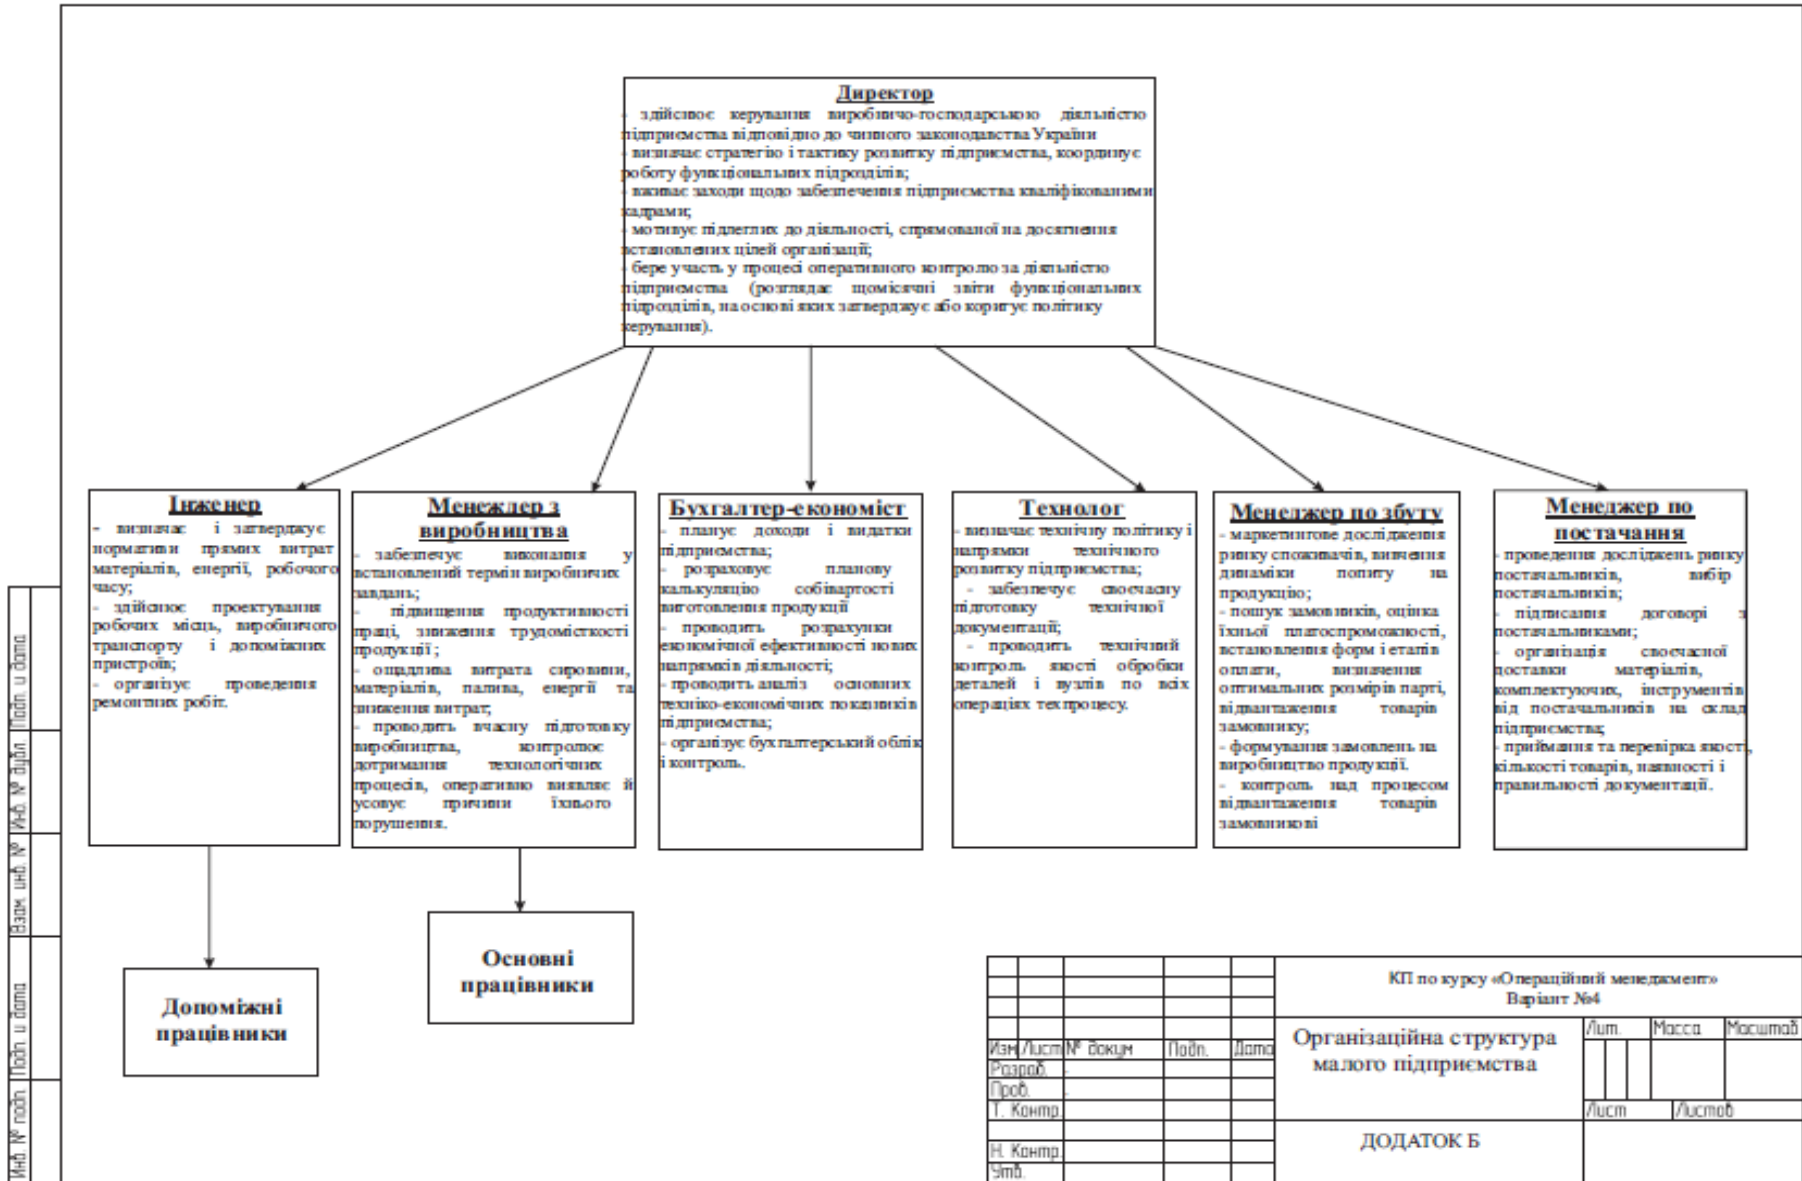 Директор
- здійснює керування виробничо-господарською діяльністю
підприємства відповідно до чинного законодавства України
- визначає стратегію і тактику розвитку підприємства, координує
роботу функціональних підрозділів;
- вживає заходи щодо забезпечення підприємства кваліфікованими
кадрами;
- мотивує підлеглих до діяльності, спрямованої на досягнення
встановлених цілей організації;
- бере участь у процесі оперативного контролю за діяльністю
підприємства (розглядає щомісячні звіти функціональних
підрозділів, на основі яких затверджує або коригує політику
керування).
Інженер
- визначає і затверджує
нормативи прямих витрат
матеріалів, енергії, робочого
часу;
- здійснює проектування
робочих місць, виробничого
транспорту і допоміжних
пристроїв;
- організує проведення
ремонтних робіт.
Менеждер з
виробництва
- забезпечує виконання у
встановлений термін виробничих
завдань;
- підвищення продуктивності
праці, зниження трудомісткості
продукції;
- ощадлива витрата сировини,
матеріалів, палива, енергії та
зниження витрат;
- проводить вчасну підготовку
виробництва, контролює
дотримання технологічних
процесів, оперативно виявляє й
усовує причини їхнього
порушення.
Бухгалтер-економіст
- планує доходи і видатки
підприємства;
- розраховує планову
калькуляцію собівартості
виготовлення продукції
- проводить розрахунки
економічної ефективності нових
напрямків діяльності;
- проводить аналіз основних
техніко-економічних показників
підприємства;
- організує бухгалтерський облік
і контроль.
Технолог
- визначає технічну політику і
напрямки технічного
розвитку підприємства;
- забезпечує своєчасну
підготовку технічної
документації;
- проводить технічний
контроль якості обробки
деталей і вузлів по всіх
операціях техпроцесу.
Менеджер по збуту
- маркетингове дослідження
ринку споживачів, вивчення
динаміки попиту на
продукцію;
- пошук замовників, оцінка
їхньої платоспроможності,
встановлення форм і етапів
оплати, визначення
оптимальних розмірів парті,
відвантаження товарів
замовнику;
- формування замовлень на
виробництво продукції.
- контроль над процесом
відвантаження товарів
замовникові
Менеджер по
постачання
- проведення досліджень ринку
постачальників, вибір
постачальників;
- підписання договорі з
постачальниками;
- організація своєчасної
доставки матеріалів,
комплектуючих, інструментів
від постачальників на склад
підприємства;
- приймання та перевірка якості,
кількості товарів, наявності і
правильності документації.
Допоміжні
працівники
Основні
працівники
Инв. № подп.
Подп. и дата
Взам. инв. №
Инв. № дубл.
Подп. и дата
КП по курсу «Операційний менеджмент»
Варіант №4
Організаційна структура
малого підприємства
Лит. Масса Масштаб
Изм Лист № докум Подп. Дата
Разраб. -
Пров. -
Т. Контр.
Лист Листов
Н. Контр.
Утв.
ДОДАТОК Б